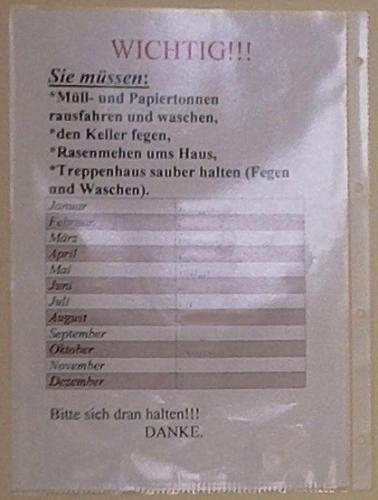 WICHTIG!!!
Sie müssen:
*Müll- und Papiertonnen
rausfahren und waschen,
*den Keller fegen,
*Rasenmehen ums Haus,
*Treppenhaus sauber halten (Fegen
und Waschen).
Januar
Februar
März
April
Mai
Juni
Juli
August
September
Oktober
November
Dezember
Bitte sich dran halten!!!
DANKE.